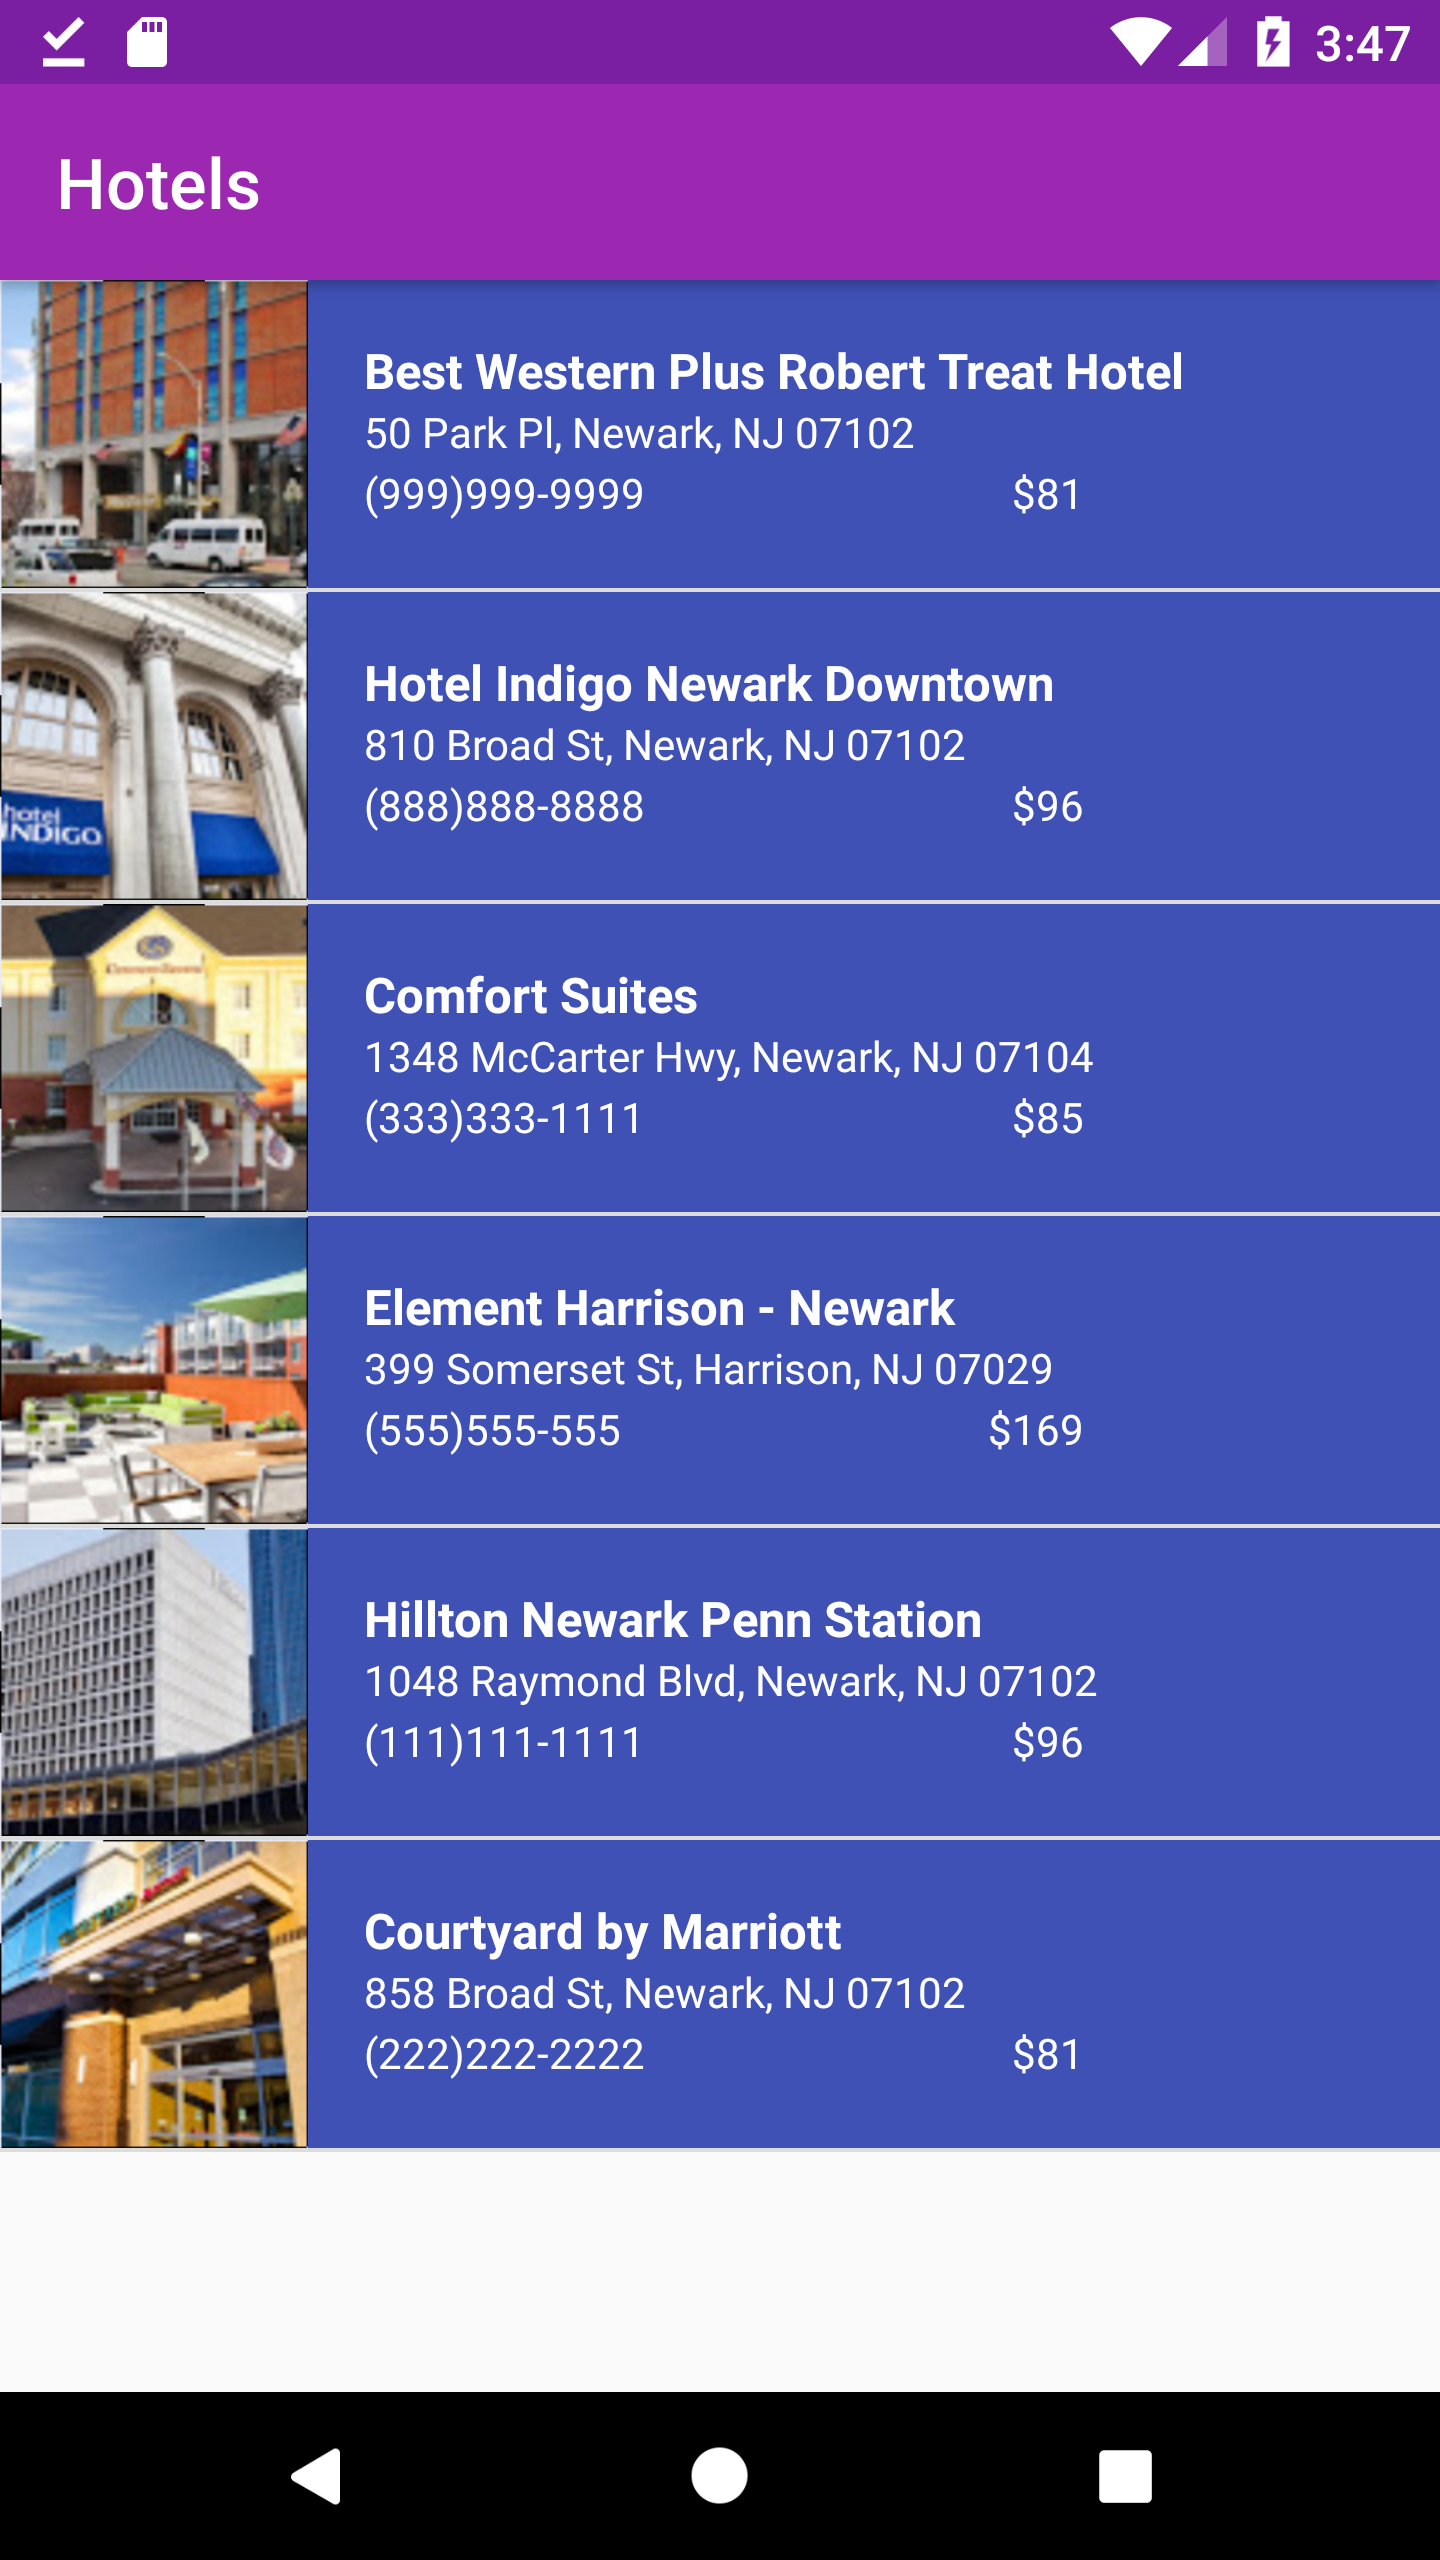 3:47
Hotels
Best Western Plus Robert Treat Hotel
50 Park Pl, Newark, NJ 07102
(999)999-9999 $81
hotel
INDIGO
Hotel Indigo Newark Downtown
810 Broad St, Newark, NJ 07102
(888)888-8888 $96
Comfort Suites
1348 McCarter Hwy, Newark, NJ 07104
(333)333-1111 $85
Element Harrison - Newark
399 Somerset St, Harrison, NJ 07029
(555)555-555 $169
Hillton Newark Penn Station
1048 Raymond Blvd, Newark, NJ 07102
(111)111-1111 $96
Courtyard by Marriott
858 Broad St, Newark, NJ 07102
(222)222-2222 $81